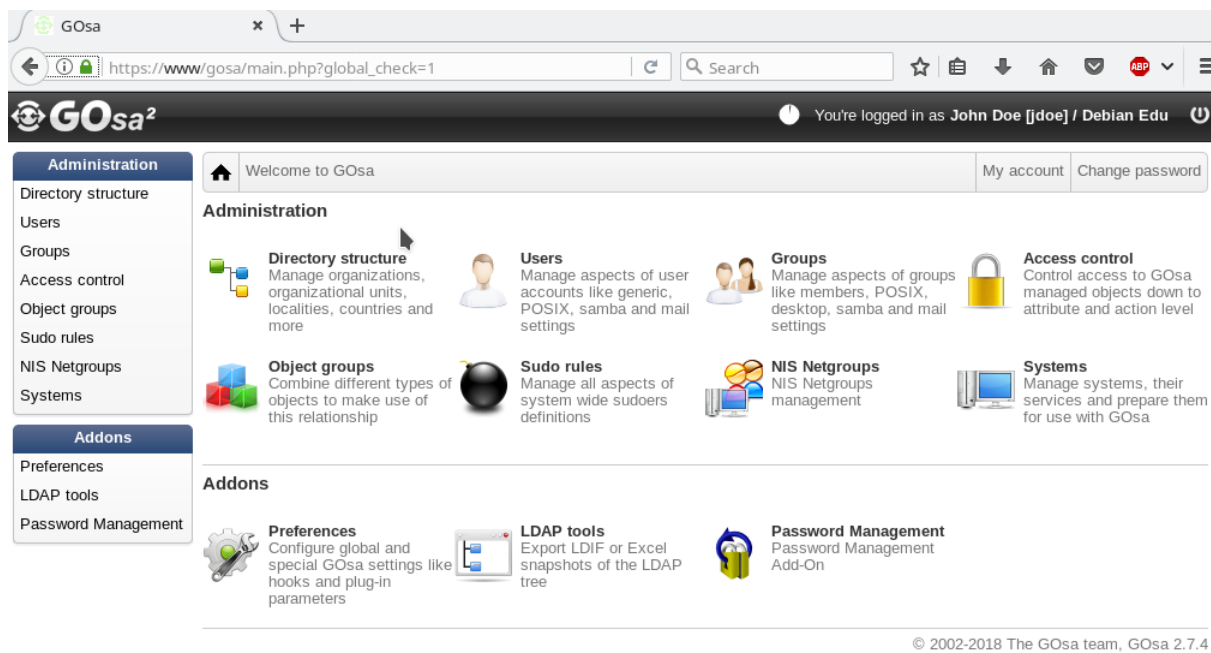 GOsa
https://www/gosa/main.php?global_check=1
Search
ABP
GOsa²
You're logged in as John Doe [jdoe] / Debian Edu
Administration
Directory structure
Users
Groups
Access control
Object groups
Sudo rules
NIS Netgroups
Systems
Addons
Preferences
LDAP tools
Password Management
Welcome to GOsa
My account
Change password
Administration
Directory structure
Manage organizations,
organizational units,
localities, countries and
more
Users
Manage aspects of user
accounts like generic,
POSIX, samba and mail
settings
Groups
Manage aspects of groups
like members, POSIX,
desktop, samba and mail
settings
Access control
Control access to GOsa
managed objects down to
attribute and action level
Object groups
Combine different types of
objects to make use of
this relationship
Sudo rules
Manage all aspects of
system wide sudoers
definitions
NIS Netgroups
NIS Netgroups
management
Systems
Manage systems, their
services and prepare them
for use with GOsa
Addons
Preferences
Configure global and
special GOsa settings like
hooks and plug-in
parameters
LDAP tools
Export LDIF or Excel
snapshots of the LDAP
tree
Password Management
Password Management
Add-On
© 2002-2018 The GOsa team, GOsa 2.7.4